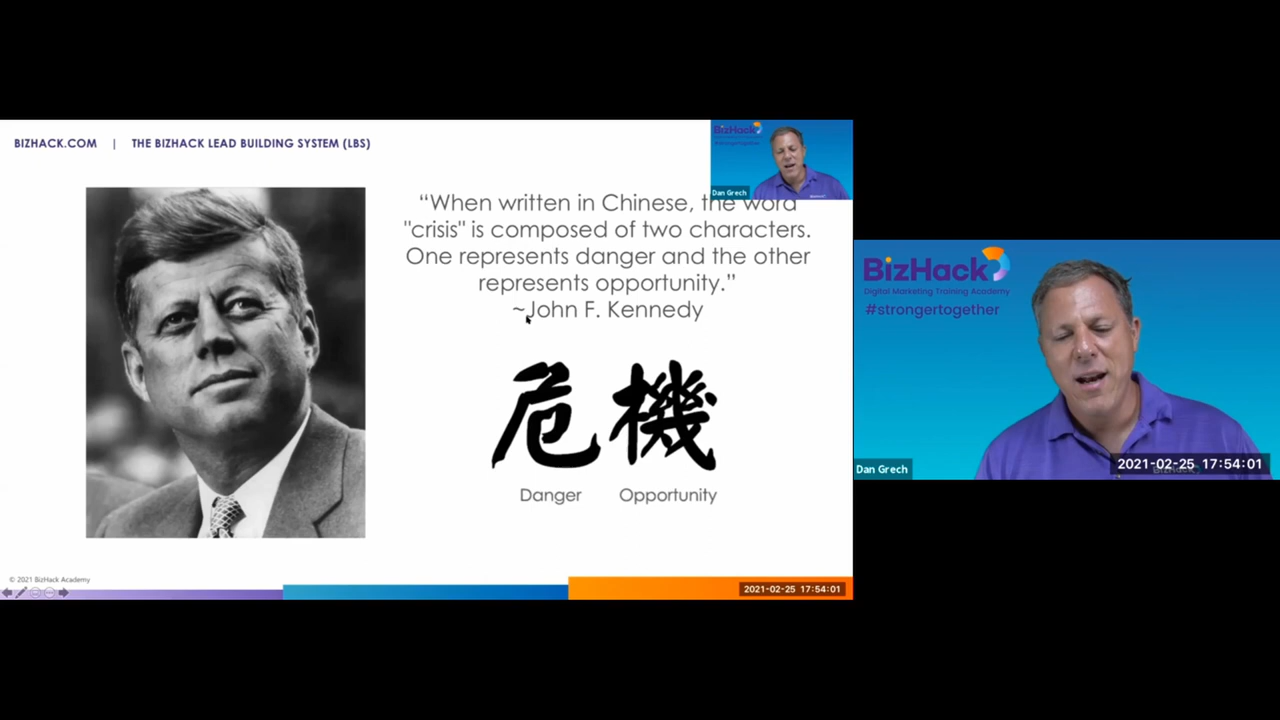 BIZHACK.COM | THE BIZHACK LEAD BUILDING SYSTEM (LBS)
BizHack
#strongertogether
Dan Grech
“When written in Chinese, the word
"crisis" is composed of two characters.
One represents danger and the other
represents opportunity.”
~John F. Kennedy
危機
Danger Opportunity
© 2021 BizHack Academy
2021-02-25 17:54:01
BizHack
Digital Marketing Training Academy
#strongertogether
Dan Grech
2021-02-25 17:54:01